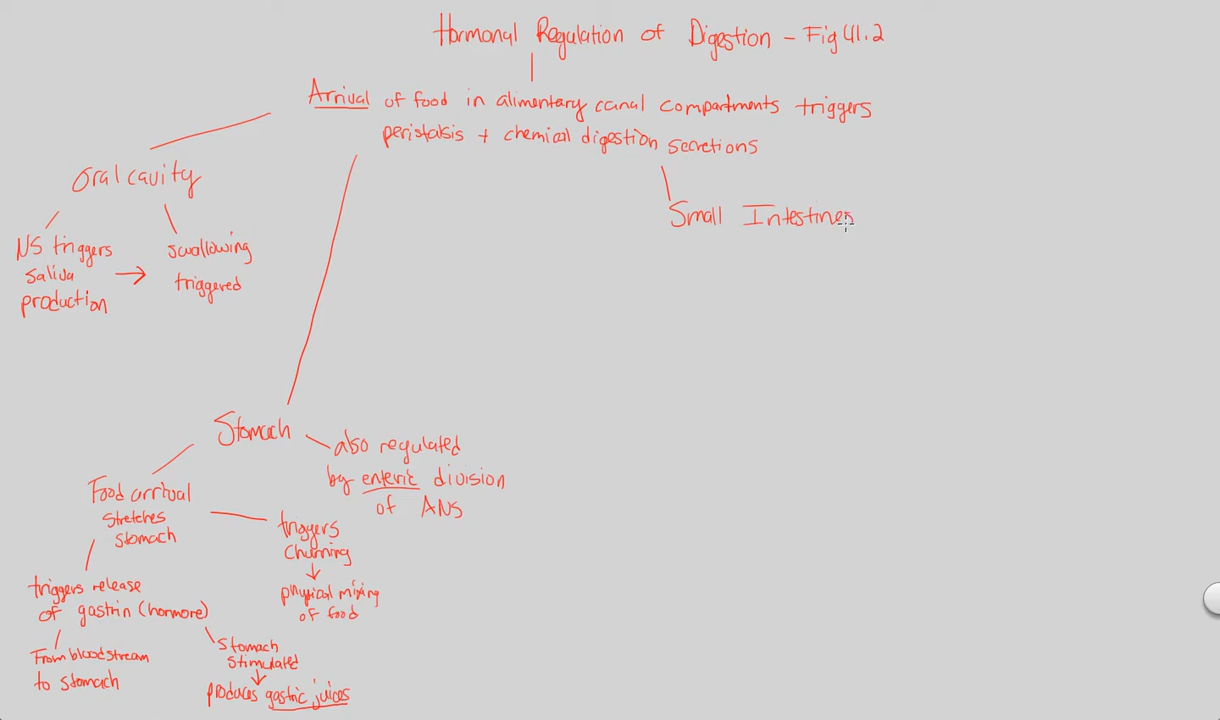 Hormonal Regulation of Digestion - Fig 41.2
Arrival of food in alimentary canal compartments triggers
peristalsis + chemical digestion secretions
Oral cavity
NS triggers
saliva
production
→
swallowing
triggered
Small Intestines
Stomach
also regulated
by enteric division
of ANS
Food arrival
stretches
stomach
triggers
churning
↓
physical mixing
of food
triggers release
of gastrin (hormone)
From bloodstream
to stomach
Stomach
stimulated
↓
produces gastric juices